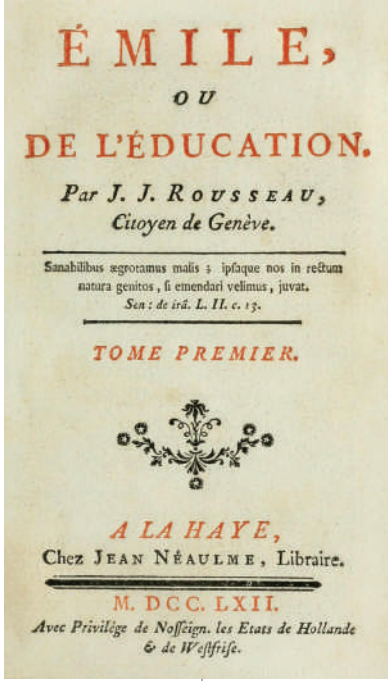 ÉMILE,
OU
DE L'ÉDUCATION.
Par J. J. ROUSSEAU,
Citoyen de Genève.
Sanabilibus ægrotamus malis ; ipſaque nos in rectum
natura genitos, ſi emendari velimus, juvat.
Sen : de irâ. L. II. c. 13.
TOME PREMIER.
A LA HAYE,
Chez JEAN NÉAULME, Libraire.
M. DCC. LXII.
Avec Privilége de Noſſeign. les Etats de Hollande
& de Weſtfriſe.